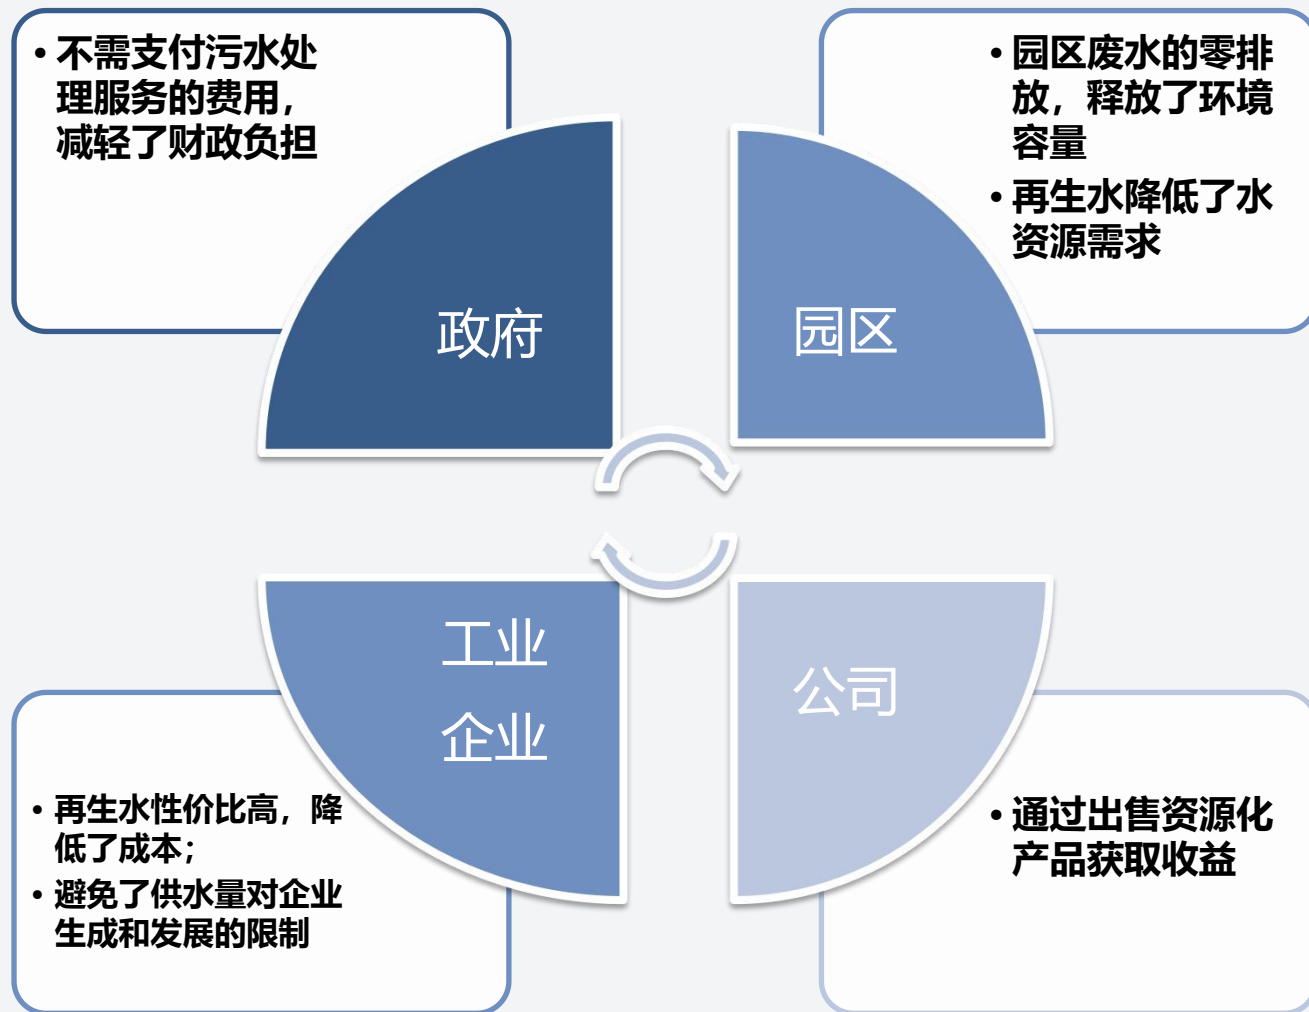 • 不需支付污水处
理服务的费用，
减轻了财政负担
• 园区废水的零排
放，释放了环境
容量
• 再生水降低了水
资源需求
政府
园区
工业
企业
公司
• 再生水性价比高，降
低了成本；
• 避免了供水量对企业
生成和发展的限制
• 通过出售资源化
产品获取收益